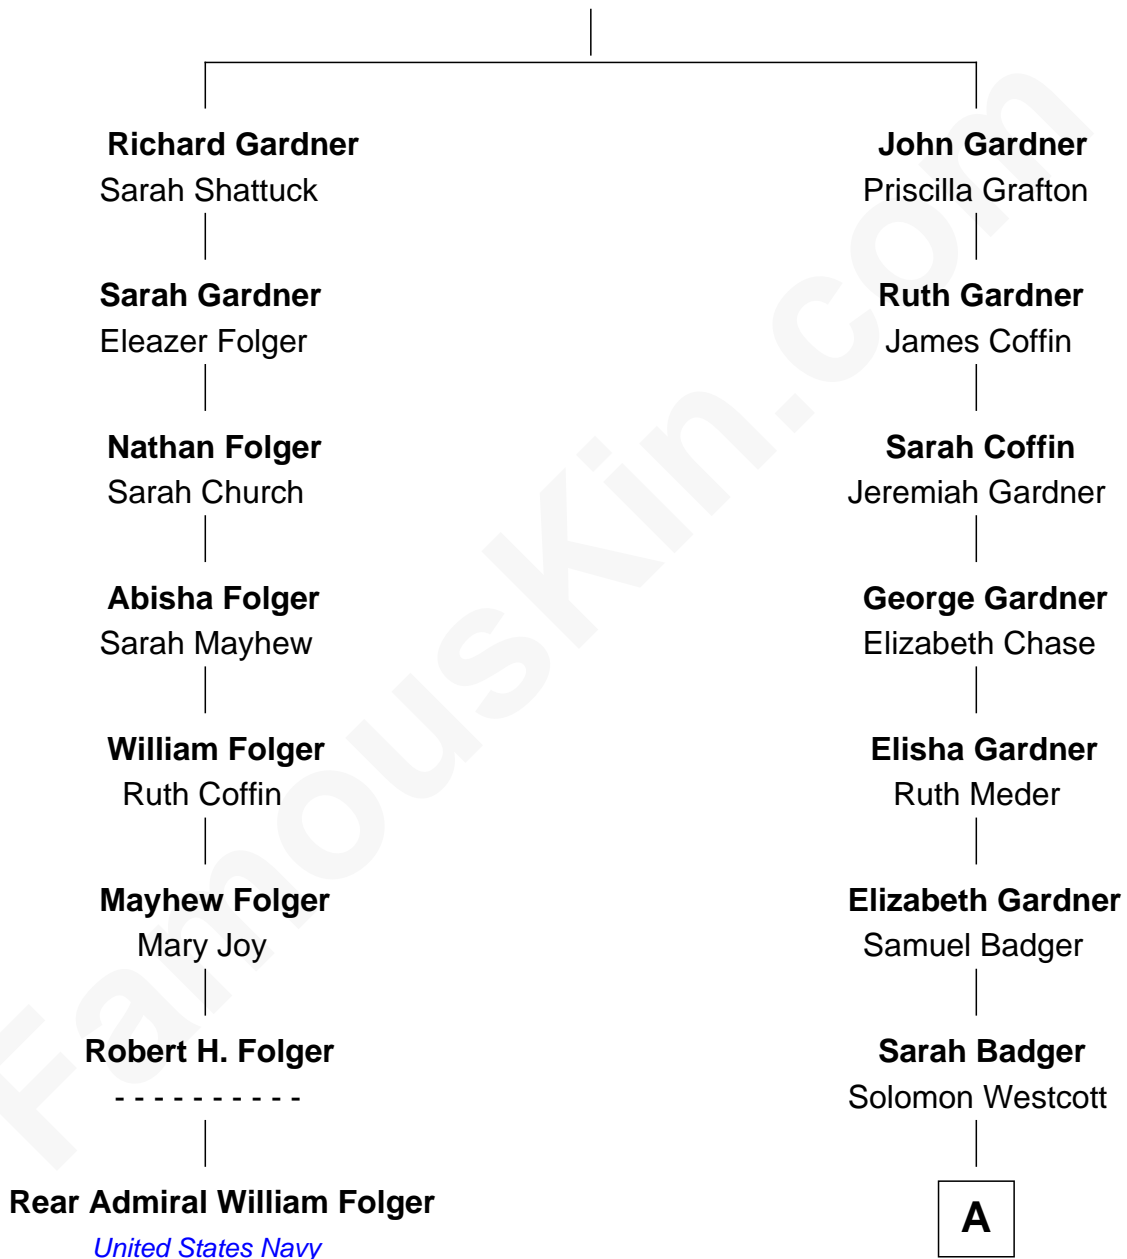 Richard Gardner
Sarah Shattuck
Sarah Gardner
Eleazer Folger
Nathan Folger
Sarah Church
Abisha Folger
Sarah Mayhew
William Folger
Ruth Coffin
Mayhew Folger
Mary Joy
Robert H. Folger
- - - - - - - - - -
Rear Admiral William Folger
United States Navy
John Gardner
Priscilla Grafton
Ruth Gardner
James Coffin
Sarah Coffin
Jeremiah Gardner
George Gardner
Elizabeth Chase
Elisha Gardner
Ruth Meder
Elizabeth Gardner
Samuel Badger
Sarah Badger
Solomon Westcott
A
FamousKin.com